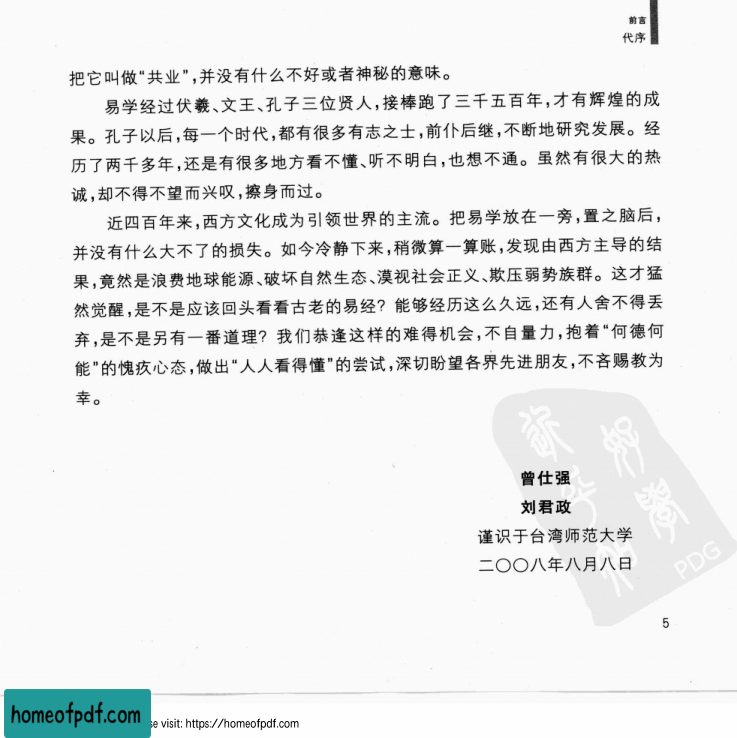 前言
代序
把它叫做“共业”,并没有什么不好或者神秘的意味。
易学经过伏羲、文王、孔子三位贤人,接棒跑了三千五百年,才有辉煌的成
果。孔子以后,每一个时代,都有很多有志之士,前仆后继,不断地研究发展。经
历了两千多年,还是有很多地方看不懂、听不明白,也想不通。虽然有很大的热
诚,却不得不望而兴叹,擦身而过。
近四百年来,西方文化成为引领世界的主流。把易学放在一旁,置之脑后,
并没有什么大不了的损失。如今冷静下来,稍微算一算账,发现由西方主导的结
果,竟然是浪费地球能源、破坏自然生态、漠视社会正义、欺压弱势族群。这才猛
然觉醒,是不是应该回头看看古老的易经?能够经历这么久远,还有人舍不得丢
弃,是不是另有一番道理?我们恭逢这样的难得机会,不自量力,抱着“何德何
能”的愧疚心态,做出“人人看得懂”的尝试,深切盼望各界先进朋友,不吝赐教为
幸。
曾仕强
刘君政
谨识于台湾师范大学
二〇〇八年八月八日
PDG
5
homeofpdf.com
se visit: https://homeofpdf.com